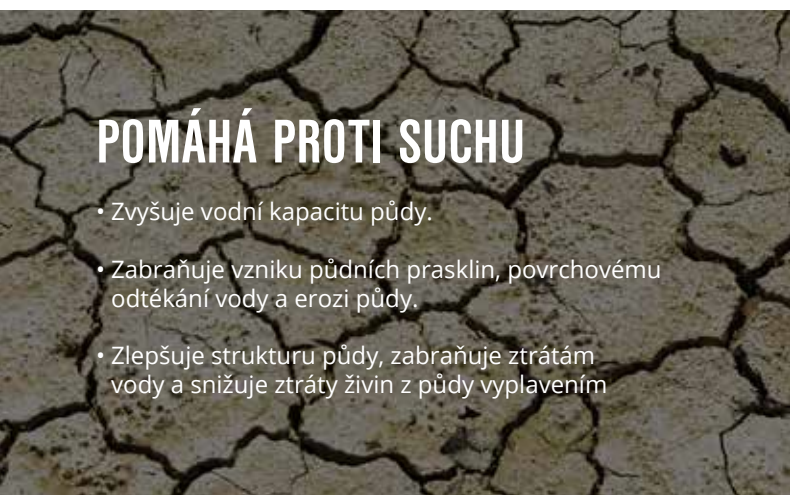 POMÁHÁ PROTI SUCHU
• Zvyšuje vodní kapacitu půdy.
• Zabraňuje vzniku půdních prasklin, povrchovému
odtékání vody a erozi půdy.
• Zlepšuje strukturu půdy, zabraňuje ztrátám
vody a snižuje ztráty živin z půdy vyplavením